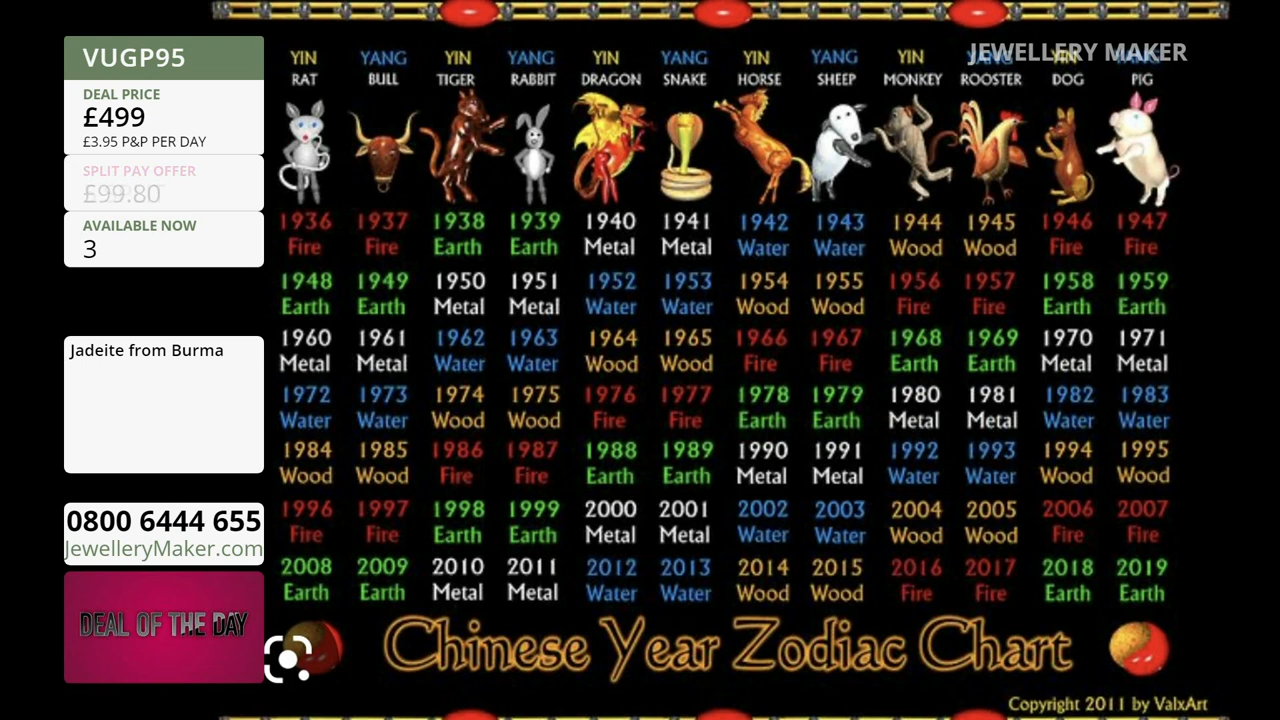 VUGP95
DEAL PRICE
£499
£3.95 P&P PER DAY
SPLIT PAY OFFER
£99.80
AVAILABLE NOW
3
Jadeite from Burma
0800 6444 655
JewelleryMaker.com
DEAL OF THE DAY
JEWELLERY MAKER
YIN YANG YIN YANG YIN YANG YIN YANG YIN YANG YIN YANG
RAT BULL TIGER RABBIT DRAGON SNAKE HORSE SHEEP MONKEY ROOSTER DOG PIG
1936 1937 1938 1939 1940 1941 1942 1943 1944 1945 1946 1947
Fire Fire Earth Earth Metal Metal Water Water Wood Wood Fire Fire
1948 1949 1950 1951 1952 1953 1954 1955 1956 1957 1958 1959
Earth Earth Metal Metal Water Water Wood Wood Fire Fire Earth Earth
1960 1961 1962 1963 1964 1965 1966 1967 1968 1969 1970 1971
Metal Metal Water Water Wood Wood Fire Fire Earth Earth Metal Metal
1972 1973 1974 1975 1976 1977 1978 1979 1980 1981 1982 1983
Water Water Wood Wood Fire Fire Earth Earth Metal Metal Water Water
1984 1985 1986 1987 1988 1989 1990 1991 1992 1993 1994 1995
Wood Wood Fire Fire Earth Earth Metal Metal Water Water Wood Wood
1996 1997 1998 1999 2000 2001 2002 2003 2004 2005 2006 2007
Fire Fire Earth Earth Metal Metal Water Water Wood Wood Fire Fire
2008 2009 2010 2011 2012 2013 2014 2015 2016 2017 2018 2019
Earth Earth Metal Metal Water Water Wood Wood Fire Fire Earth Earth
Chinese Year Zodiac Chart
Copyright 2011 by ValxArt